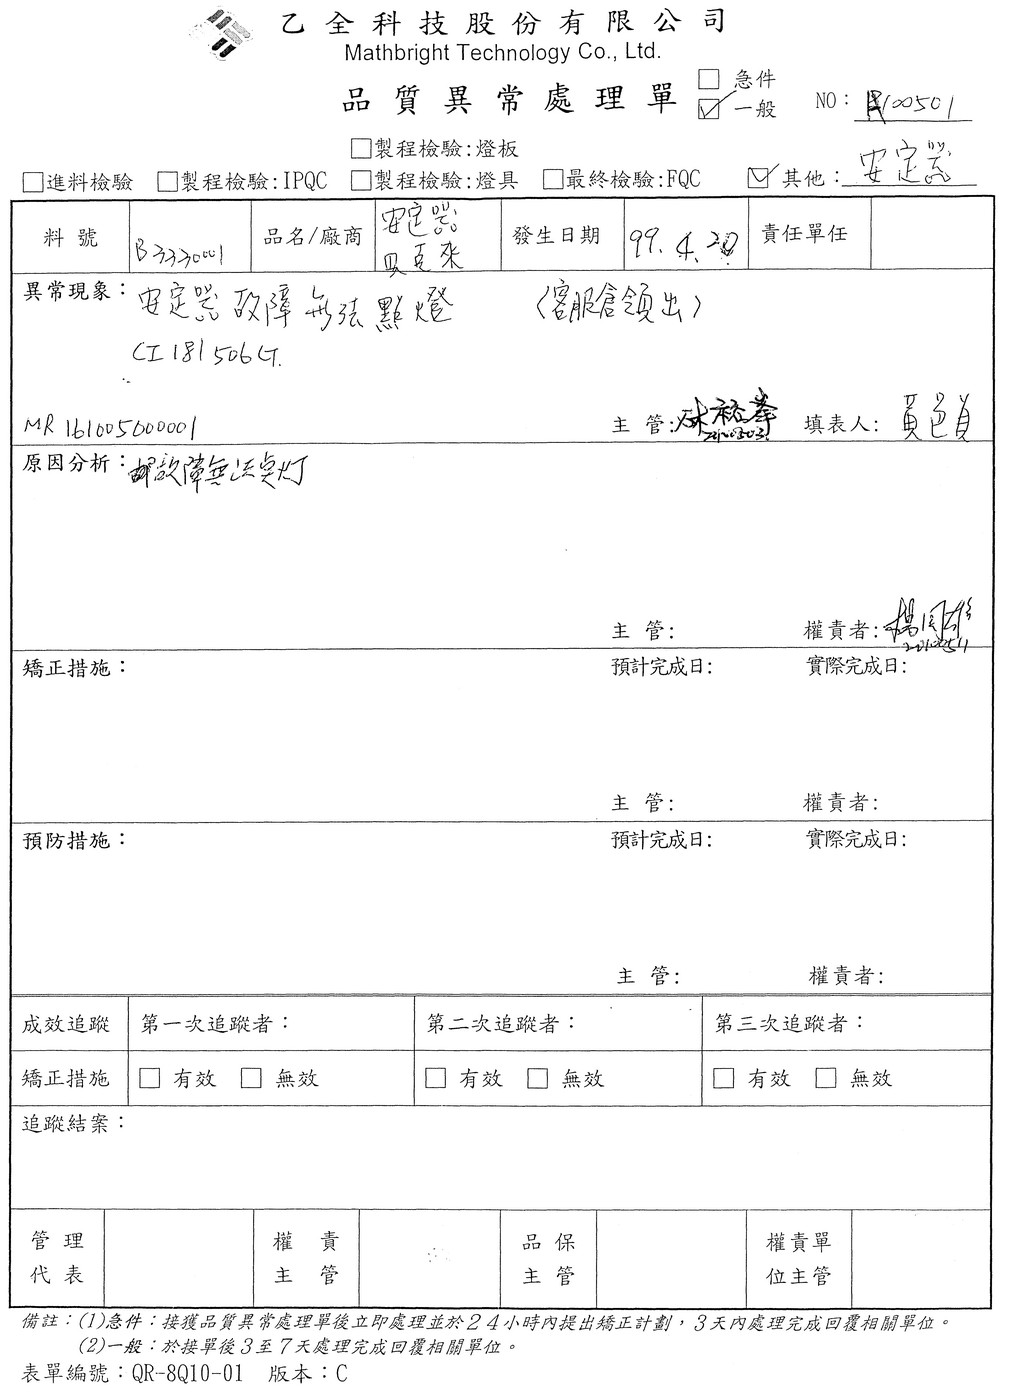 乙全科技股份有限公司
Mathbright Technology Co., Ltd.
品質異常處理單
□ 急件
☑ 一般
NO: 100501
□製程檢驗:燈板
□進料檢驗 □製程檢驗:IPQC □製程檢驗:燈具 □最終檢驗:FQC ☑ 其他: 安定器
料號 B3330001 品名/廠商 安定器 貝克來 發生日期 99.4.20 責任單任
異常現象: 安定器故障無法點燈 (客服倉領出)
CI181506GT.
MR161005000001 主管: 填表人: 黃邑員
原因分析: 故障無法点灯
主管: 權責者:
矯正措施: 預計完成日: 實際完成日:
主管: 權責者:
預防措施: 預計完成日: 實際完成日:
主管: 權責者:
成效追蹤 第一次追蹤者: 第二次追蹤者: 第三次追蹤者:
矯正措施 □ 有效 □ 無效 □ 有效 □ 無效 □ 有效 □ 無效
追蹤結案:
管理代表 權責主管 品保主管 權責單位主管
備註:(1)急件:接獲品質異常處理單後立即處理並於24小時內提出矯正計劃,3天內處理完成回覆相關單位。
(2)一般:於接單後3至7天處理完成回覆相關單位。
表單編號:QR-8Q10-01 版本:C